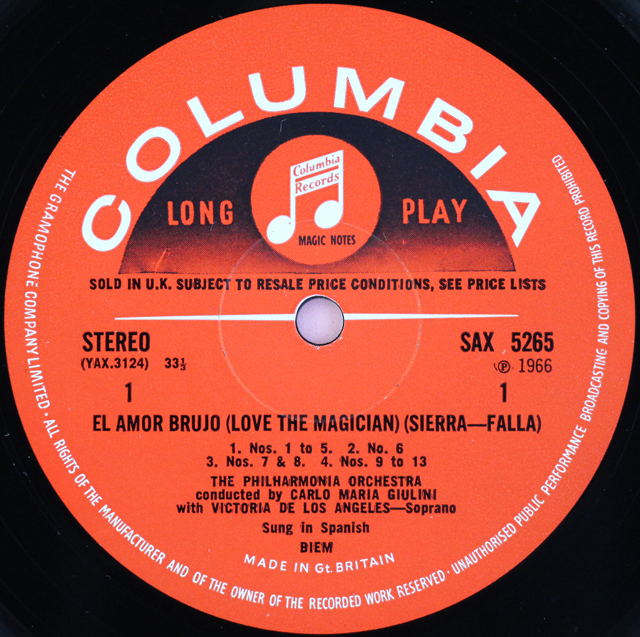 COLUMBIA
Columbia
Records
MAGIC NOTES
LONG PLAY
SOLD IN U.K. SUBJECT TO RESALE PRICE CONDITIONS, SEE PRICE LISTS
STEREO
(YAX.3124) 33⅓
1
SAX 5265
Ⓟ 1966
1
EL AMOR BRUJO (LOVE THE MAGICIAN) (SIERRA—FALLA)
1. Nos. 1 to 5. 2. No. 6
3. Nos. 7 & 8. 4. Nos. 9 to 13
THE PHILHARMONIA ORCHESTRA
conducted by CARLO MARIA GIULINI
with VICTORIA DE LOS ANGELES—Soprano
Sung in Spanish
BIEM
MADE IN Gt. BRITAIN
THE GRAMOPHONE COMPANY LIMITED · ALL RIGHTS OF THE MANUFACTURER AND OF THE OWNER OF THE RECORDED WORK RESERVED · UNAUTHORISED PUBLIC PERFORMANCE BROADCASTING AND COPYING OF THIS RECORD PROHIBITED